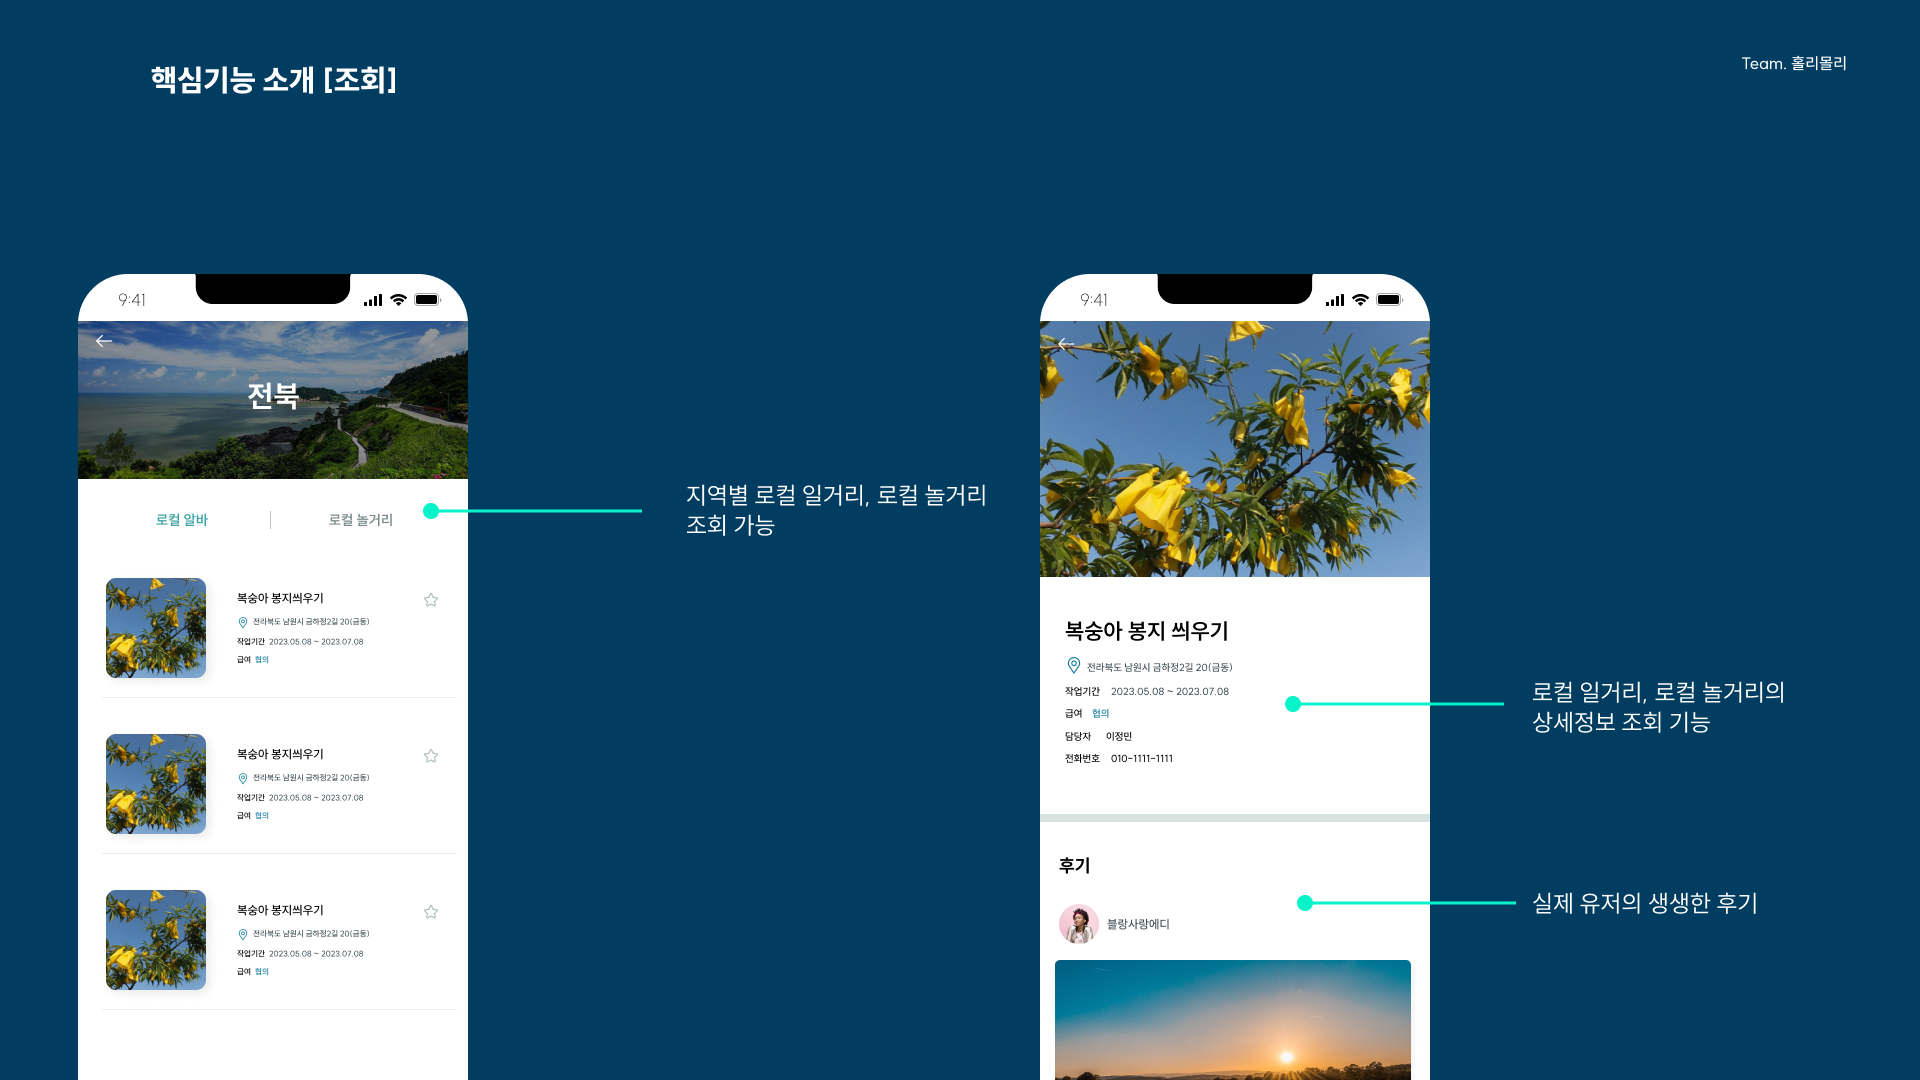 핵심기능 소개 [조회]
Team. 홀리몰리
9:41
전북
로컬 알바
로컬 놀거리
복숭아 봉지씌우기
전라북도 남원시 금하정2길 20(금동)
작업기간 2023.05.08 ~ 2023.07.08
급여 협의
복숭아 봉지씌우기
전라북도 남원시 금하정2길 20(금동)
작업기간 2023.05.08 ~ 2023.07.08
급여 협의
복숭아 봉지씌우기
전라북도 남원시 금하정2길 20(금동)
작업기간 2023.05.08 ~ 2023.07.08
급여 협의
지역별 로컬 일거리, 로컬 놀거리
조회 가능
9:41
복숭아 봉지 씌우기
전라북도 남원시 금하정2길 20(금동)
작업기간 2023.05.08 ~ 2023.07.08
급여 협의
담당자 이정민
전화번호 010-1111-1111
후기
블랑사랑에디
로컬 일거리, 로컬 놀거리의
상세정보 조회 기능
실제 유저의 생생한 후기